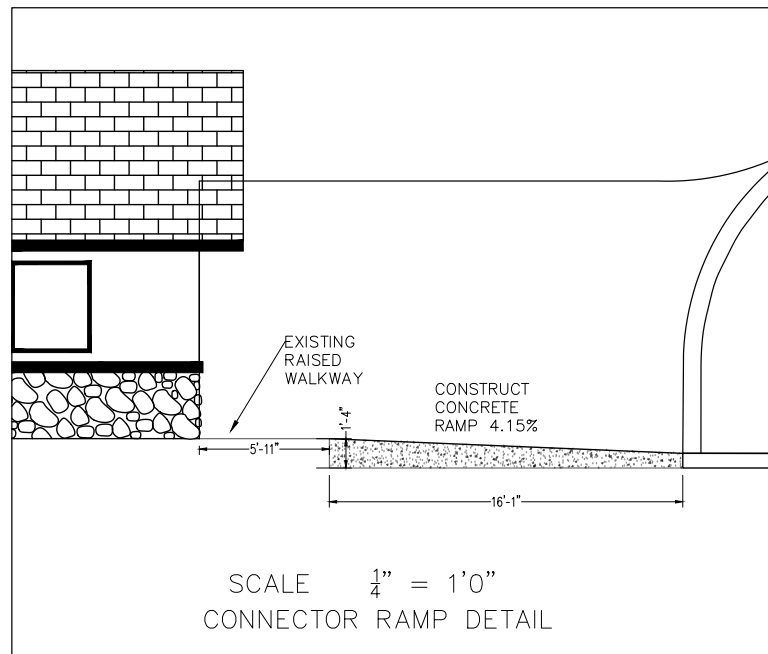 EXISTING
RAISED
WALKWAY
CONSTRUCT
CONCRETE
RAMP 4.15%
1'-4"
5'-11"
16'-1"
SCALE 1/4" = 1'0"
CONNECTOR RAMP DETAIL